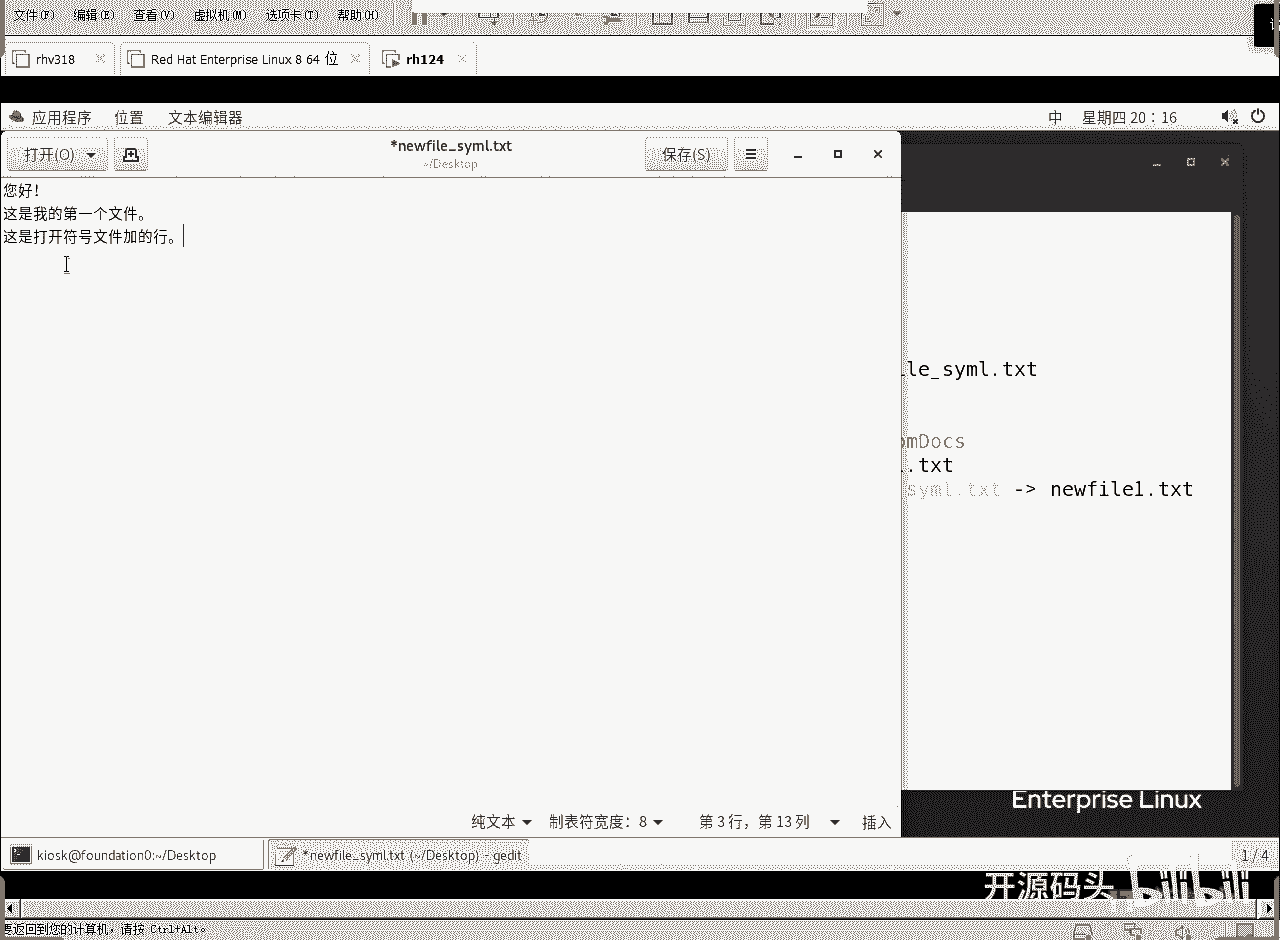 文件(F) 编辑(E) 查看(V) 虚拟机(M) 选项卡(T) 帮助(H)
rhv318 Red Hat Enterprise Linux 8 64 位 rh124
应用程序 位置 文本编辑器 中 星期四 20：16
打开(O) *newfile_syml.txt 保存(S)
~/Desktop
您好！
这是我的第一个文件。
这是打开符号文件加的行。
le_syml.txt
omDocs
.txt
syml.txt -> newfile1.txt
Enterprise Linux
纯文本 制表符宽度：8 第 3 行，第 13 列 插入
kiosk@foundation0:~/Desktop *newfile_syml.txt (~/Desktop) - gedit 1 / 4
开源码头 bilibili
要返回到您的计算机，请按 Ctrl+Alt。